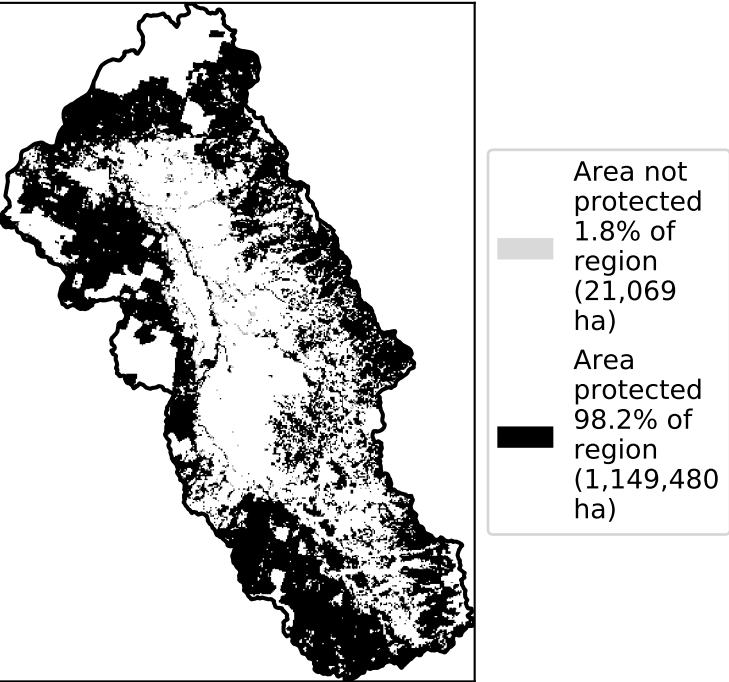 Area not
protected
1.8% of
region
(21,069
ha)
Area
protected
98.2% of
region
(1,149,480
ha)